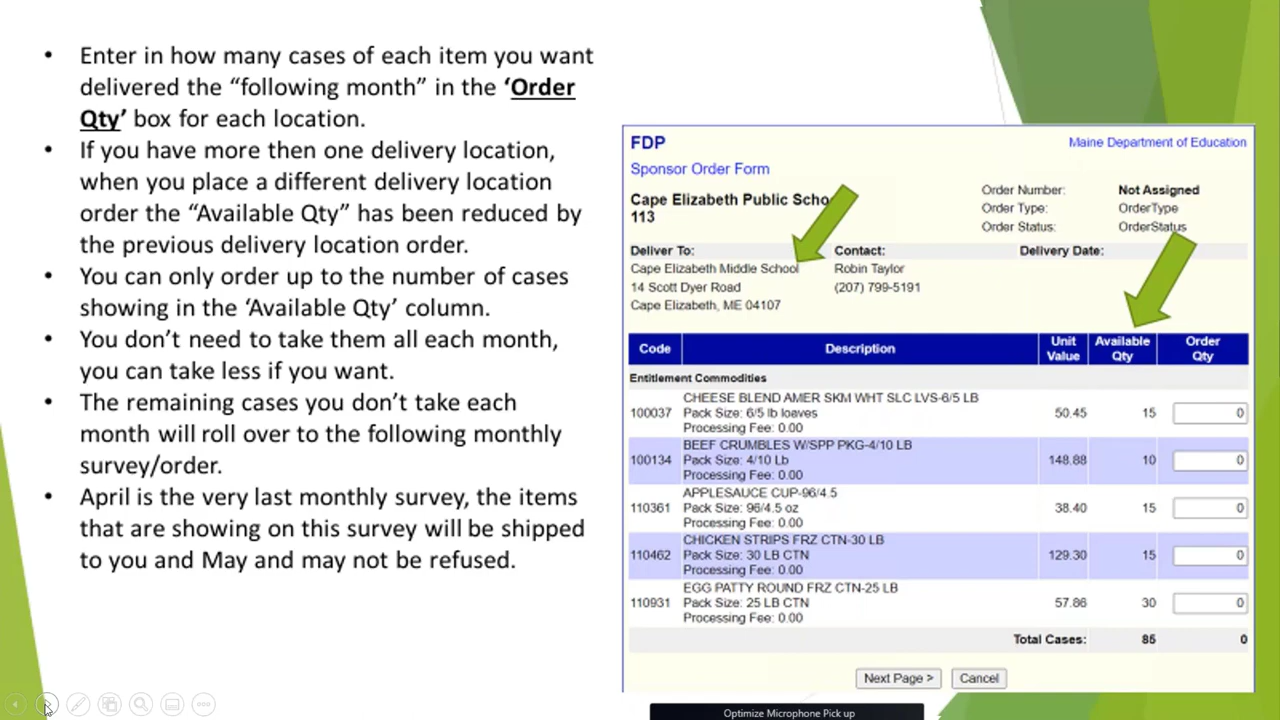 • Enter in how many cases of each item you want
delivered the “following month” in the ‘Order
Qty’ box for each location.
• If you have more then one delivery location,
when you place a different delivery location
order the “Available Qty” has been reduced by
the previous delivery location order.
• You can only order up to the number of cases
showing in the ‘Available Qty’ column.
• You don’t need to take them all each month,
you can take less if you want.
• The remaining cases you don’t take each
month will roll over to the following monthly
survey/order.
• April is the very last monthly survey, the items
that are showing on this survey will be shipped
to you and May and may not be refused.
FDP Maine Department of Education
Sponsor Order Form
Cape Elizabeth Public Scho
113
Order Number: Not Assigned
Order Type: OrderType
Order Status: OrderStatus
Deliver To: Contact: Delivery Date:
Cape Elizabeth Middle School Robin Taylor
14 Scott Dyer Road (207) 799-5191
Cape Elizabeth, ME 04107
Code Description Unit Value Available Qty Order Qty
Entitlement Commodities
CHEESE BLEND AMER SKM WHT SLC LVS-6/5 LB
100037 Pack Size: 6/5 lb loaves 50.45 15 0
Processing Fee: 0.00
BEEF CRUMBLES W/SPP PKG-4/10 LB
100134 Pack Size: 4/10 Lb 148.88 10 0
Processing Fee: 0.00
APPLESAUCE CUP-96/4.5
110361 Pack Size: 96/4.5 oz 38.40 15 0
Processing Fee: 0.00
CHICKEN STRIPS FRZ CTN-30 LB
110462 Pack Size: 30 LB CTN 129.30 15 0
Processing Fee: 0.00
EGG PATTY ROUND FRZ CTN-25 LB
110931 Pack Size: 25 LB CTN 57.86 30 0
Processing Fee: 0.00
Total Cases: 85 0
Next Page > Cancel
Optimize Microphone Pick up